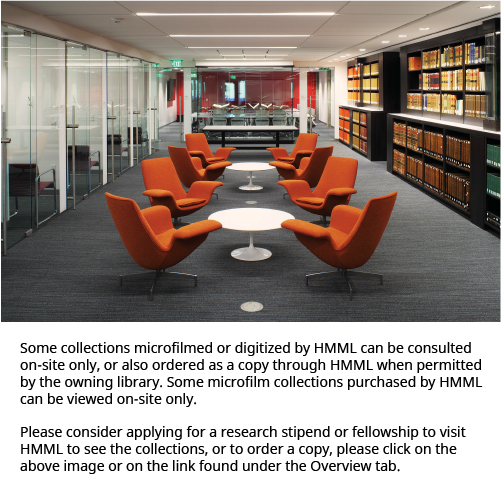 Some collections microfilmed or digitized by HMML can be consulted
on-site only, or also ordered as a copy through HMML when permitted
by the owning library. Some microfilm collections purchased by HMML
can be viewed on-site only.
Please consider applying for a research stipend or fellowship to visit
HMML to see the collections, or to order a copy, please click on the
above image or on the link found under the Overview tab.